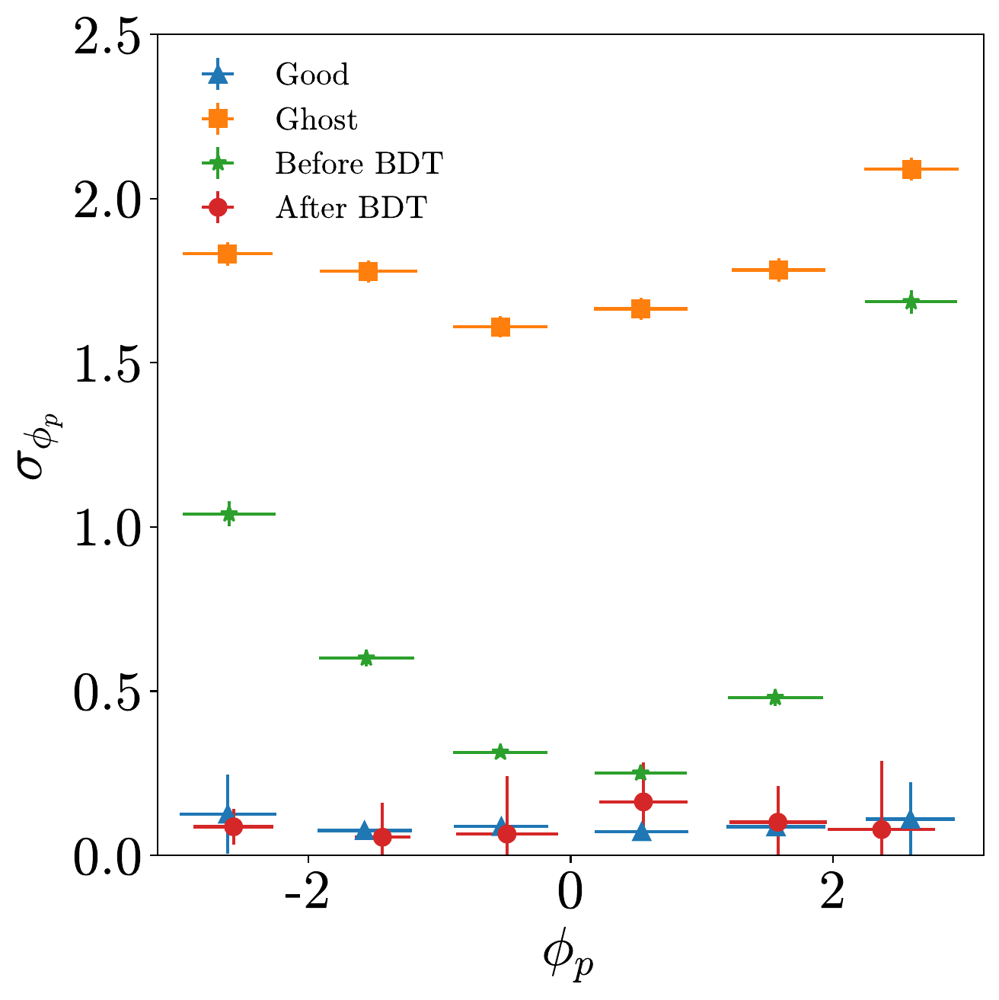 2.5
Good
Ghost
Before BDT
After BDT
2.0
1.5
1.0
0.5
0.0
σ_{ϕ_p}
-2 0 2
ϕ_p